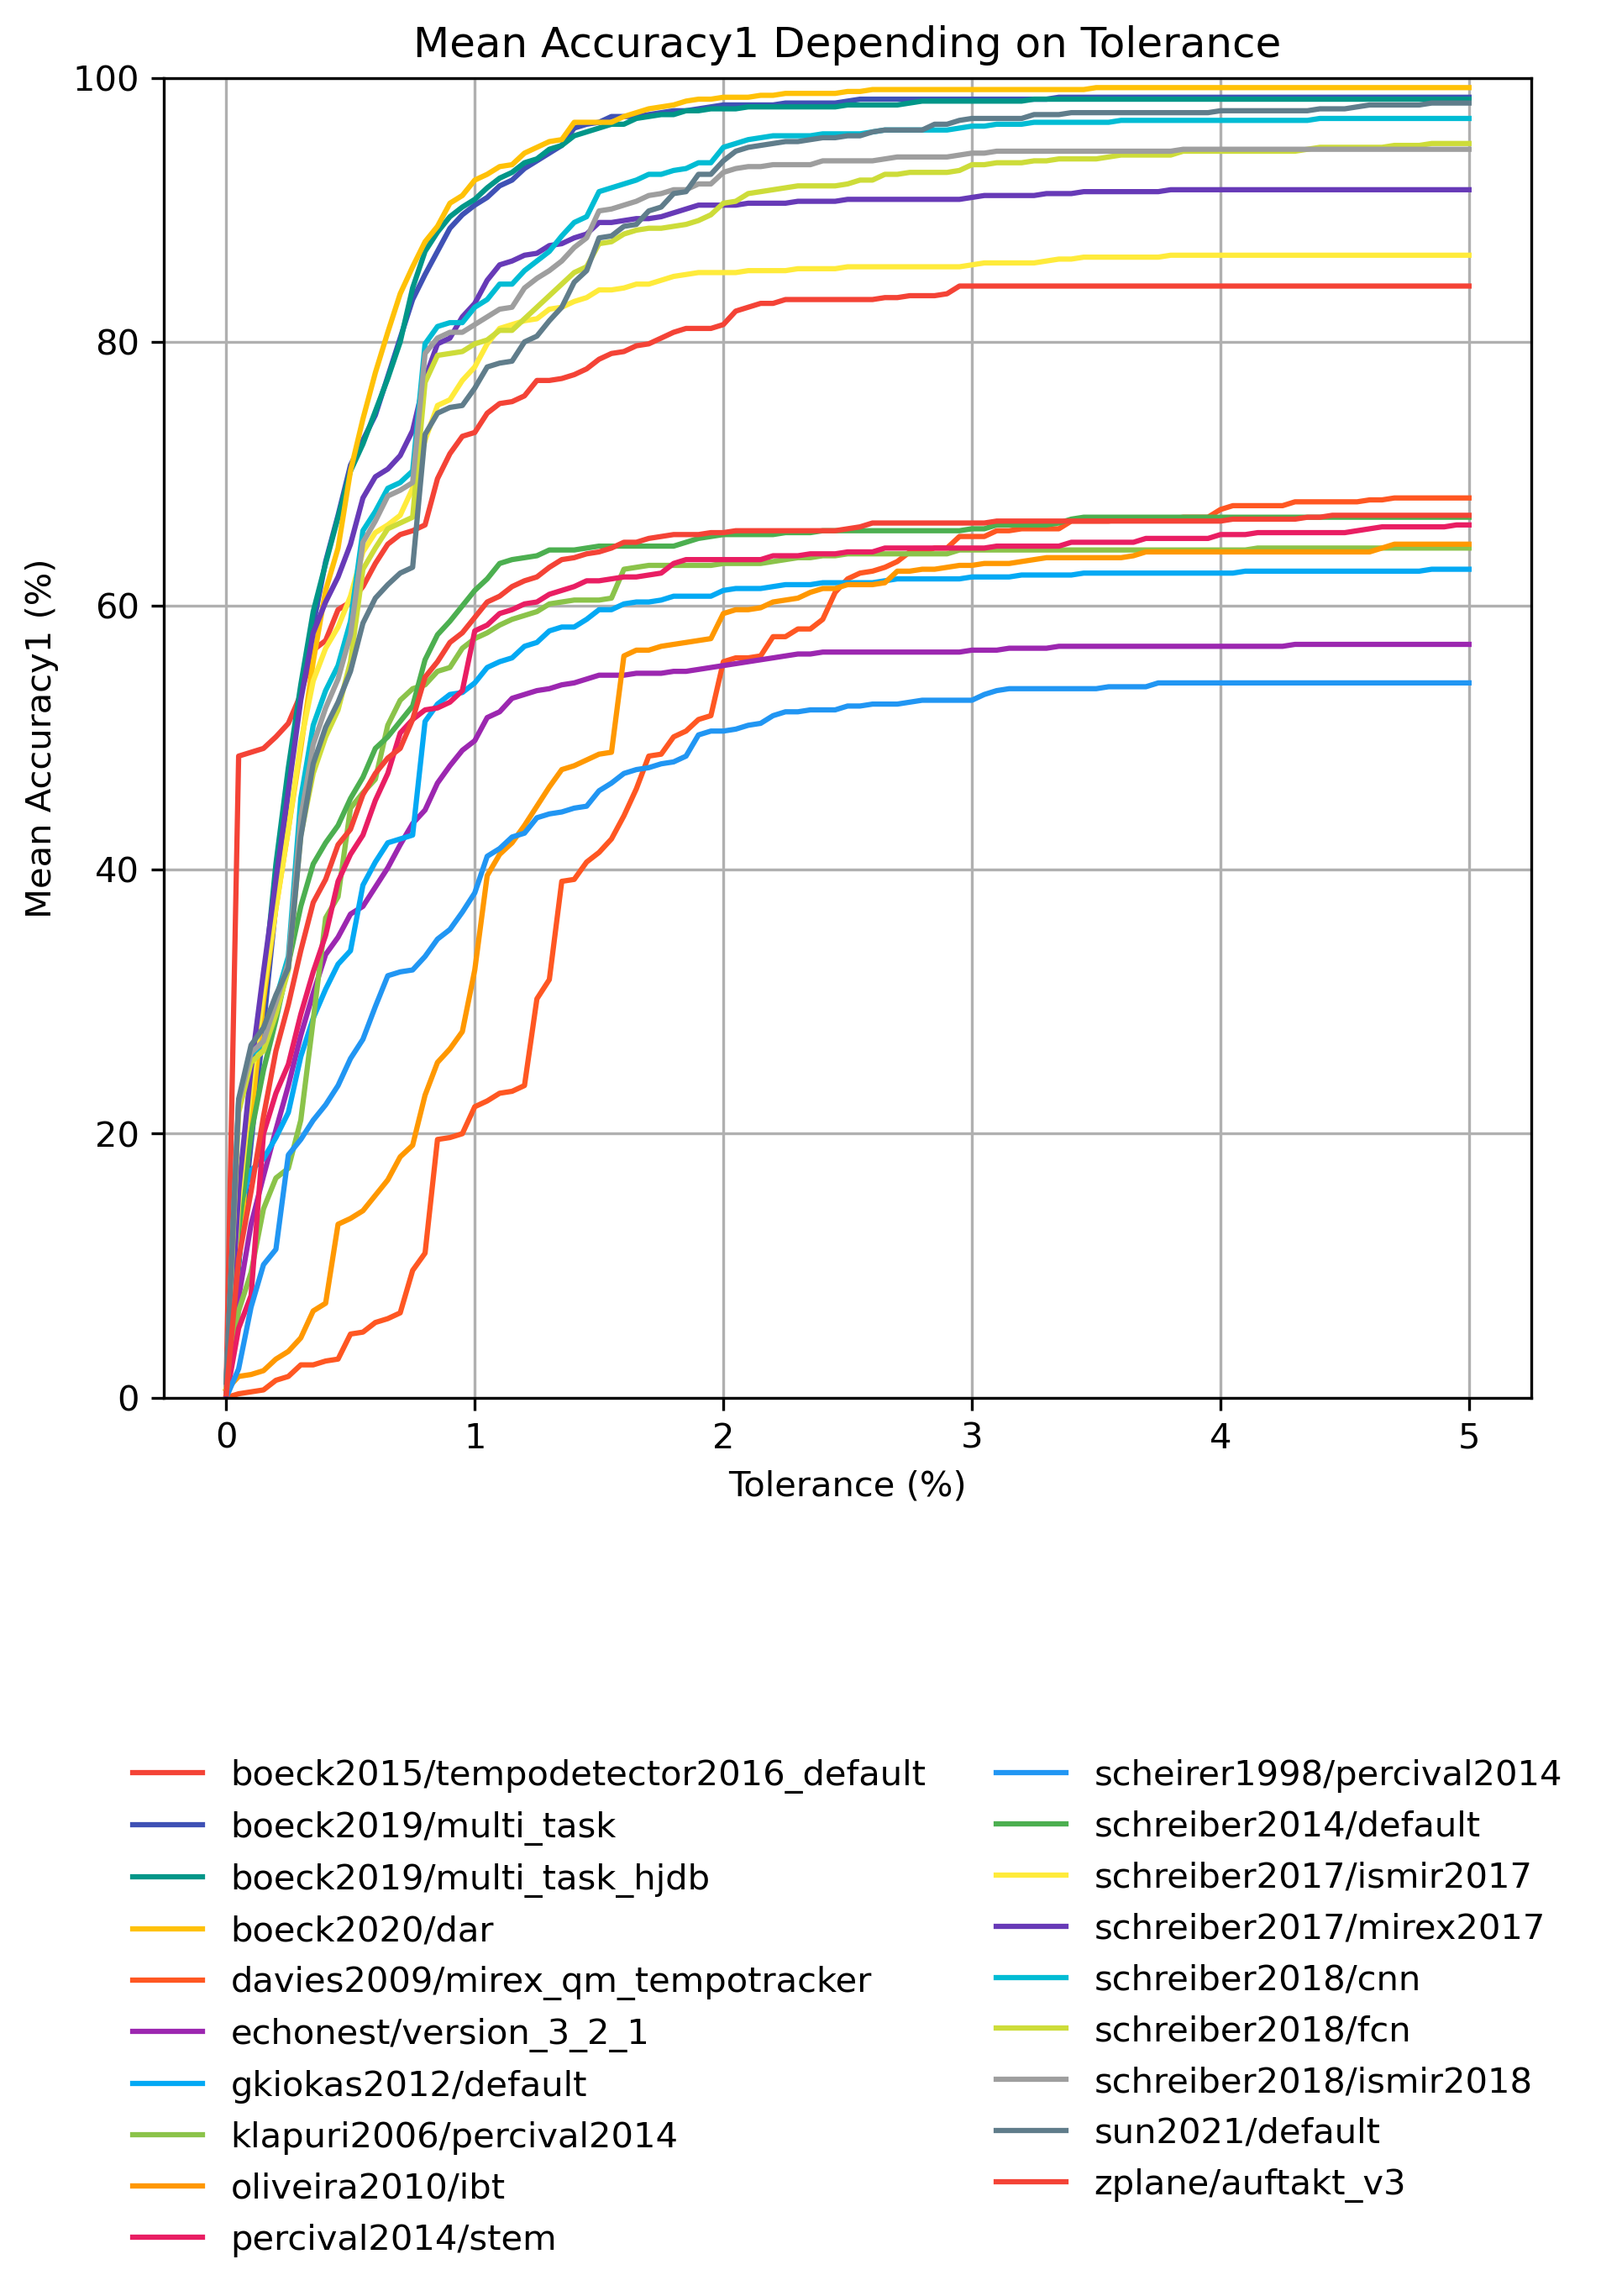 Mean Accuracy1 Depending on Tolerance
100
80
60
40
20
0
Mean Accuracy1 (%)
0 1 2 3 4 5
Tolerance (%)
boeck2015/tempodetector2016_default
boeck2019/multi_task
boeck2019/multi_task_hjdb
boeck2020/dar
davies2009/mirex_qm_tempotracker
echonest/version_3_2_1
gkiokas2012/default
klapuri2006/percival2014
oliveira2010/ibt
percival2014/stem
scheirer1998/percival2014
schreiber2014/default
schreiber2017/ismir2017
schreiber2017/mirex2017
schreiber2018/cnn
schreiber2018/fcn
schreiber2018/ismir2018
sun2021/default
zplane/auftakt_v3